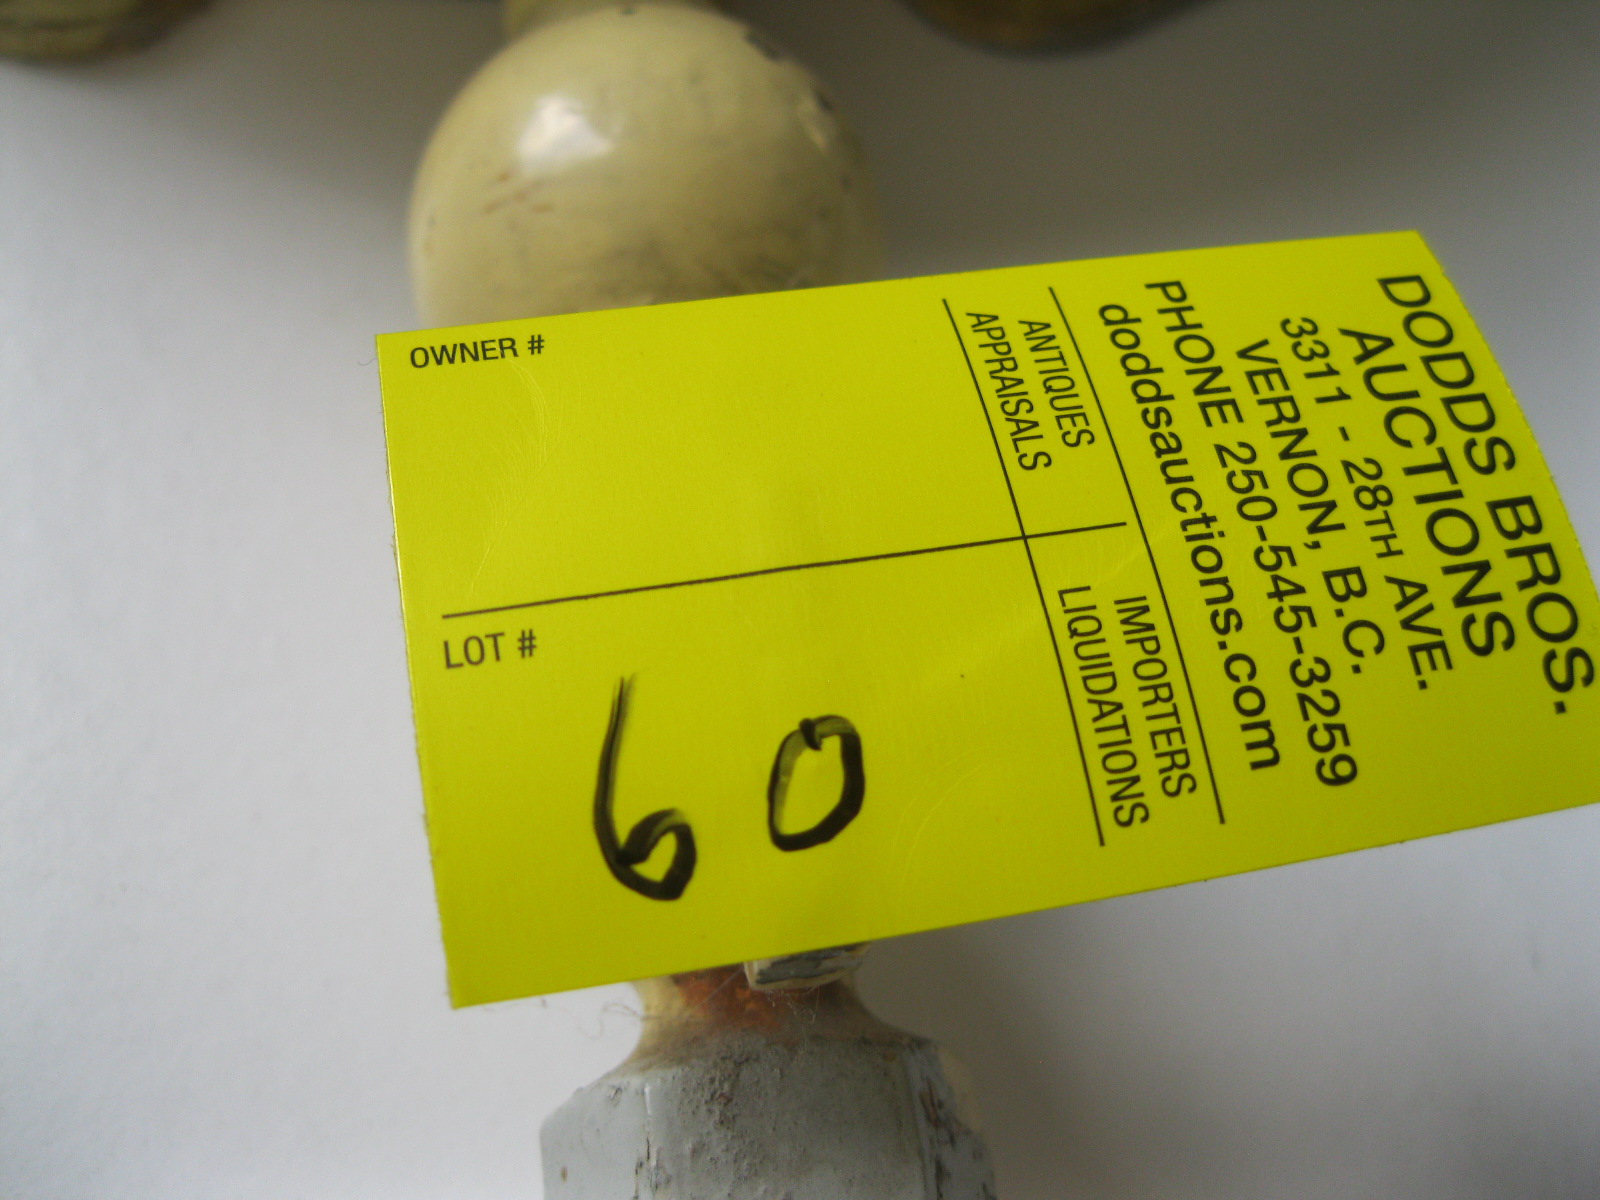 DODDS BROS.
AUCTIONS
3311 - 28TH AVE.
VERNON, B.C.
PHONE 250-545-3259
doddsauctions.com
ANTIQUES
APPRAISALS
IMPORTERS
LIQUIDATIONS
OWNER #
LOT #
60